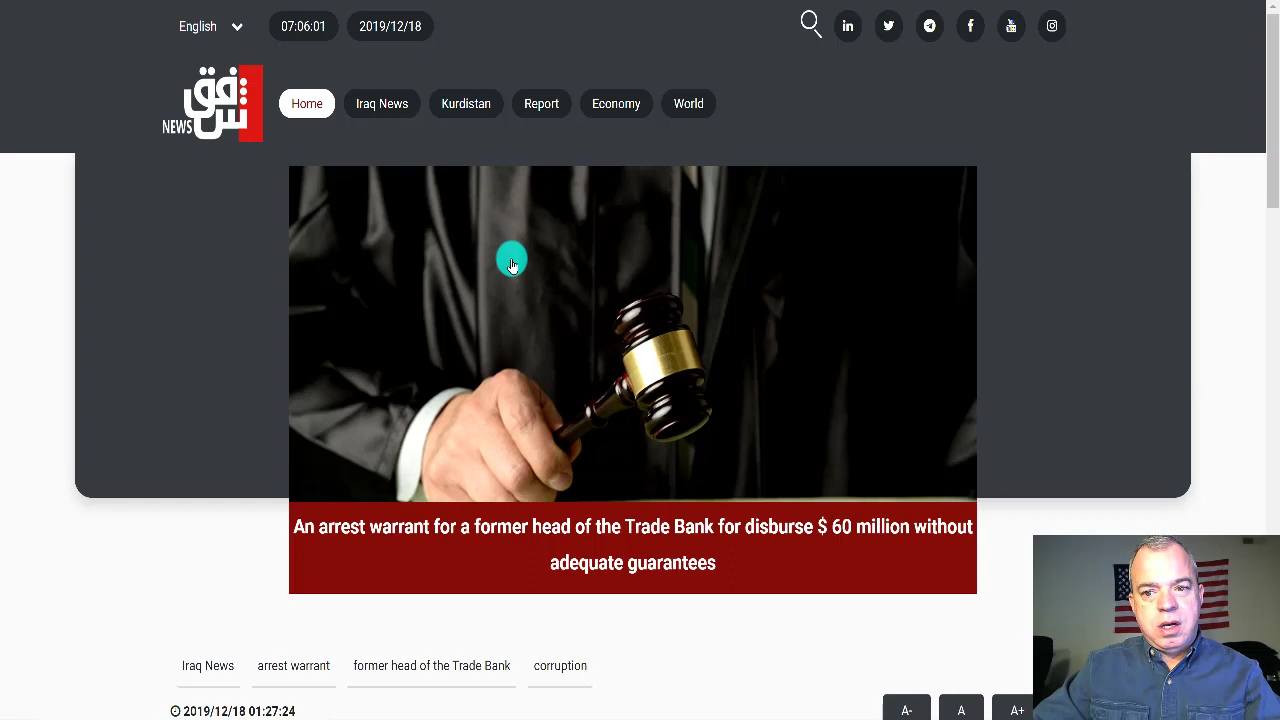 English
07:06:01
2019/12/18
شفق
NEWS
Home
Iraq News
Kurdistan
Report
Economy
World
An arrest warrant for a former head of the Trade Bank for disburse $ 60 million without
adequate guarantees
Iraq News
arrest warrant
former head of the Trade Bank
corruption
2019/12/18 01:27:24
A-
A
A+